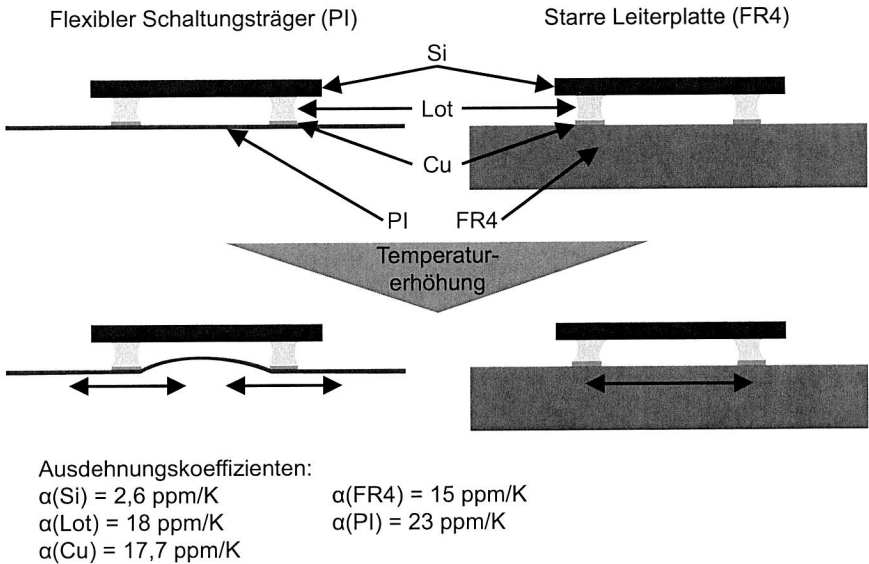 Flexibler Schaltungsträger (PI)
Starre Leiterplatte (FR4)
Si
Lot
Cu
PI
FR4
Temperatur-
erhöhung
Ausdehnungskoeffizienten:
α(Si) = 2,6 ppm/K
α(FR4) = 15 ppm/K
α(Lot) = 18 ppm/K
α(PI) = 23 ppm/K
α(Cu) = 17,7 ppm/K